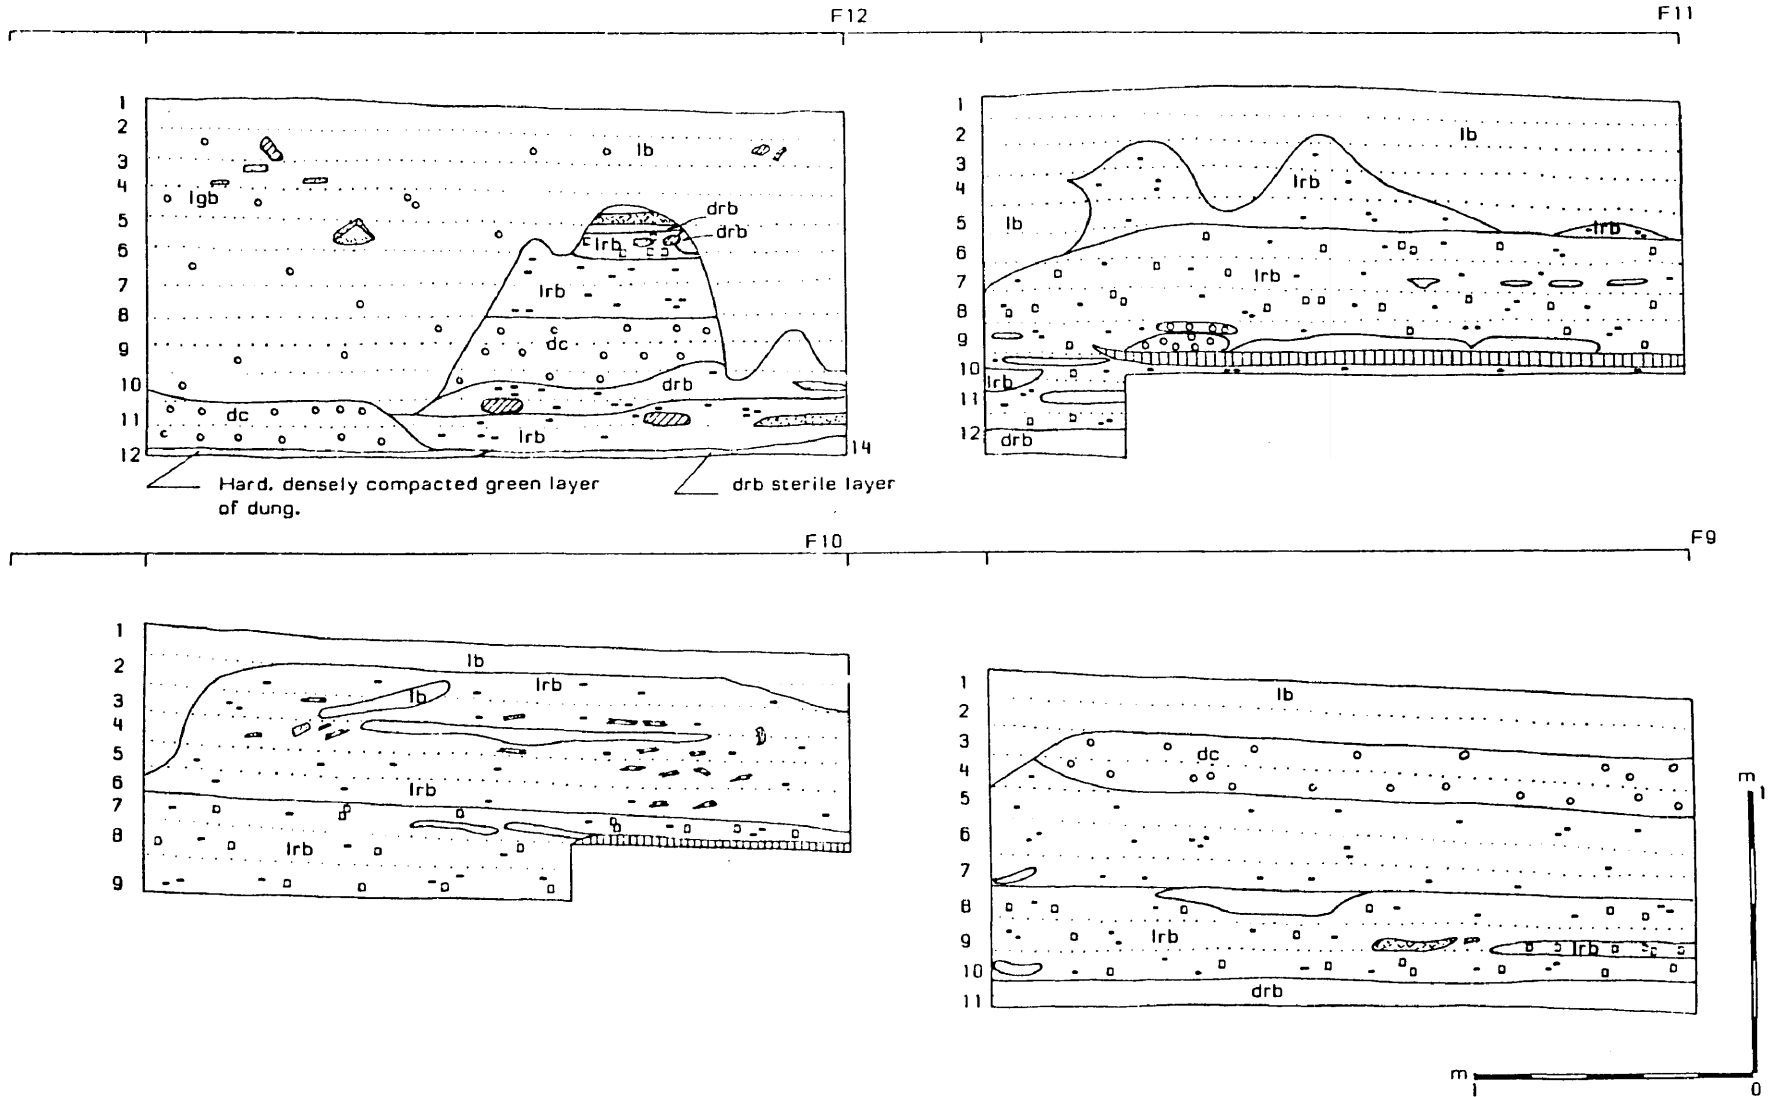 F12
F11
1
2
3
4
5
6
7
8
9
10
11
12
14
lb
lgb
drb
drb
lrb
lrb
dc
drb
dc
lrb
Hard, densely compacted green layer
of dung.
drb sterile layer
1
2
3
4
5
6
7
8
9
10
11
12
lb
lrb
lb
lrb
lrb
lrb
drb
F10
F9
1
2
3
4
5
6
7
8
9
lb
lrb
lb
lrb
lrb
1
2
3
4
5
6
7
8
9
10
11
lb
dc
lrb
lrb
drb
m 1
m
1 0